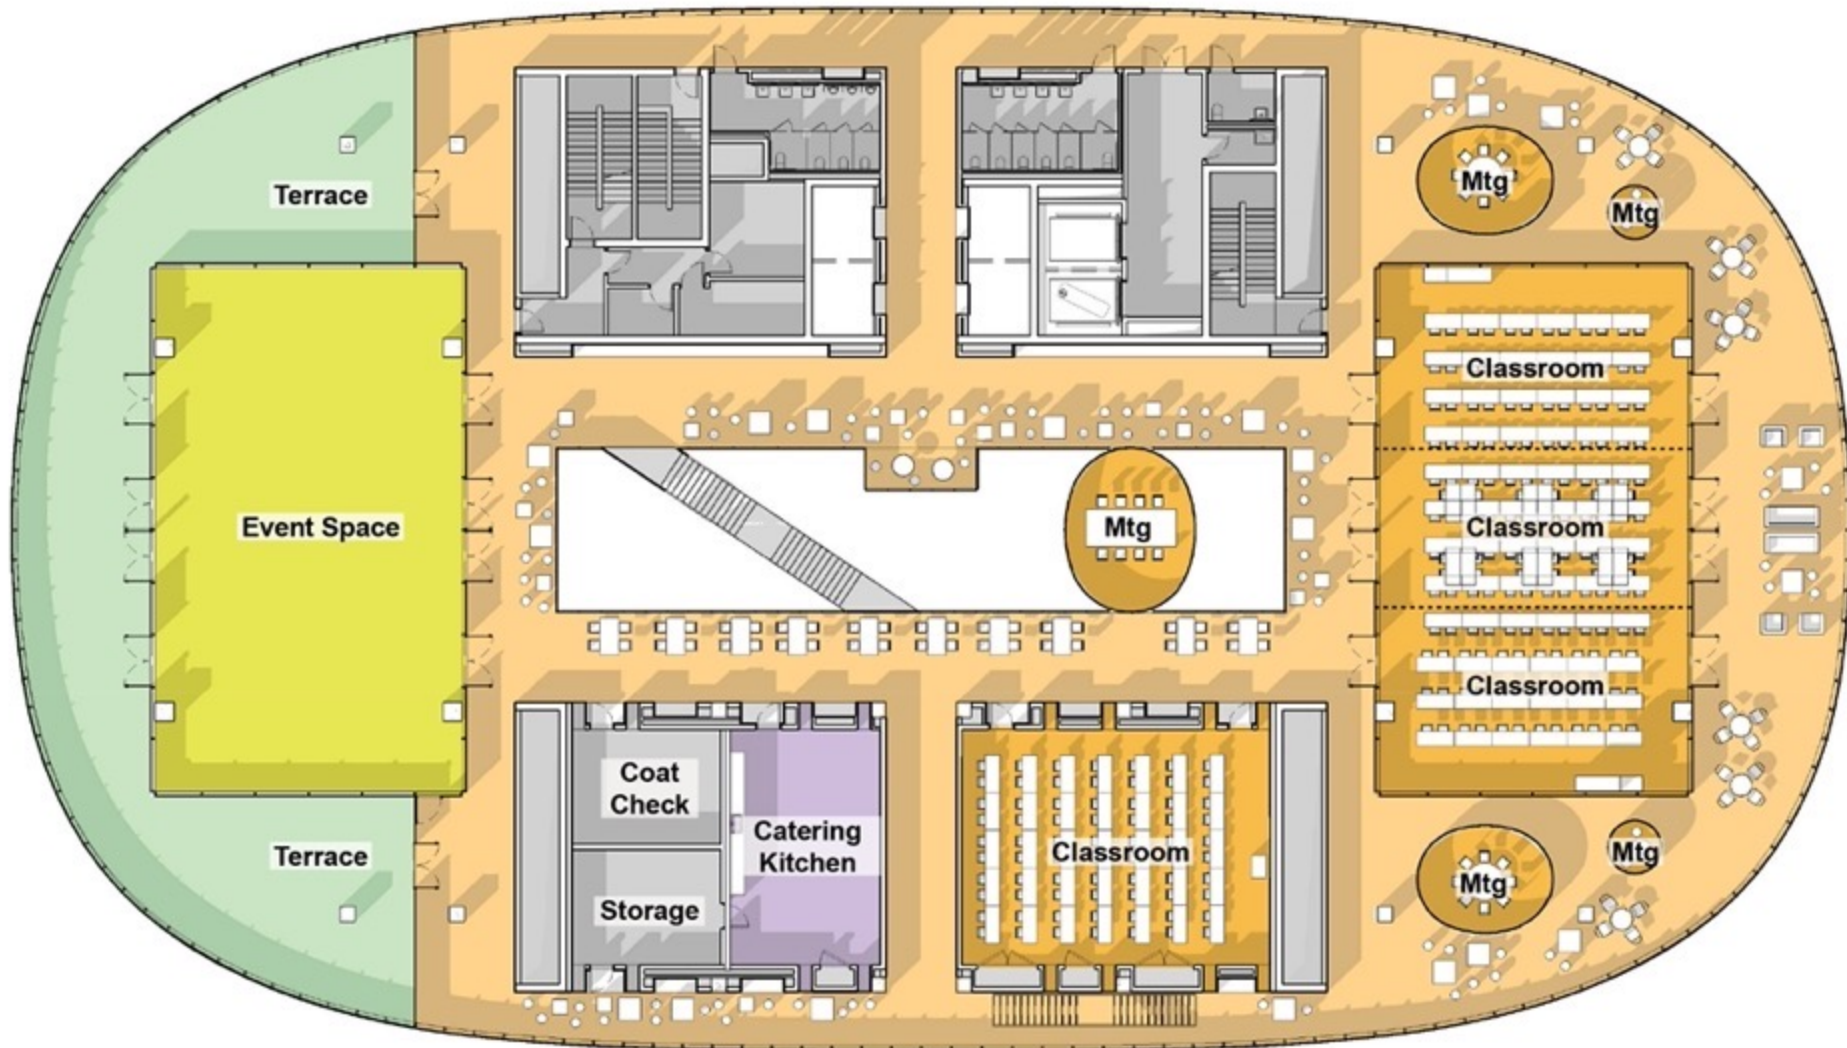 Terrace
Mtg
Mtg
Classroom
Event Space
Mtg
Classroom
Classroom
Coat
Check
Catering
Kitchen
Classroom
Mtg
Terrace
Mtg
Storage